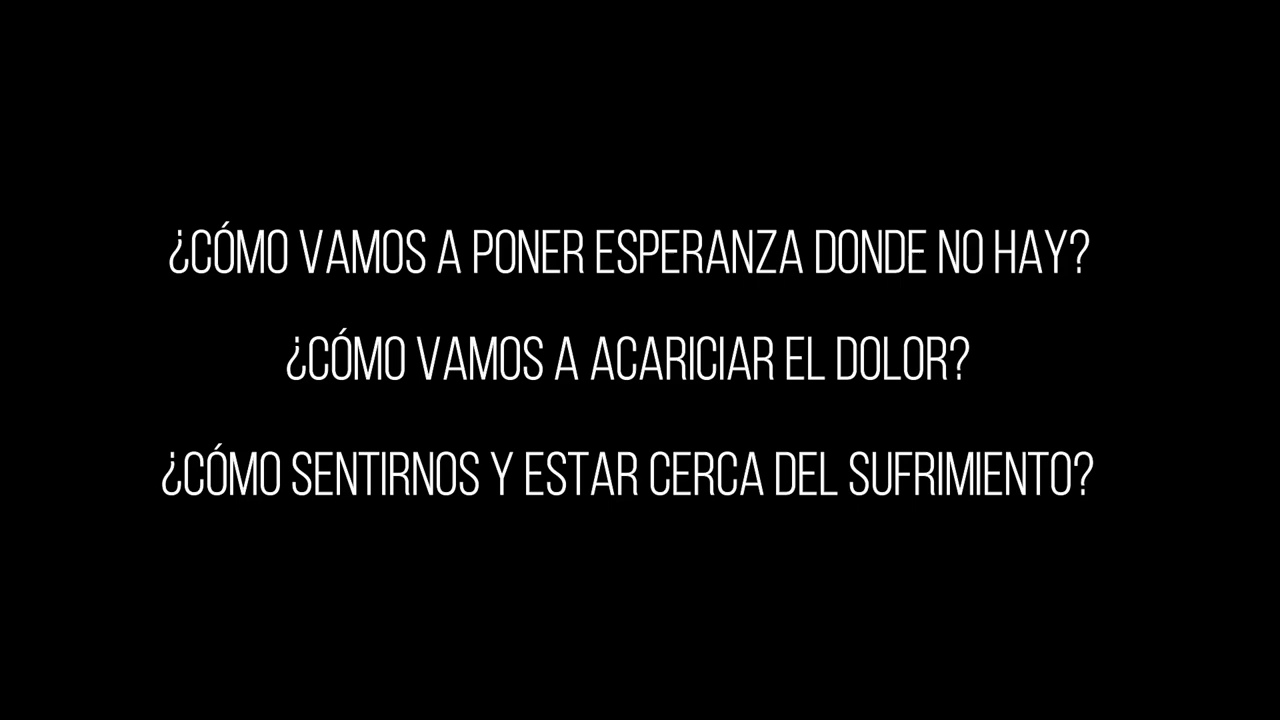 ¿CÓMO VAMOS A PONER ESPERANZA DONDE NO HAY?
¿CÓMO VAMOS A ACARICIAR EL DOLOR?
¿CÓMO SENTIRNOS Y ESTAR CERCA DEL SUFRIMIENTO?